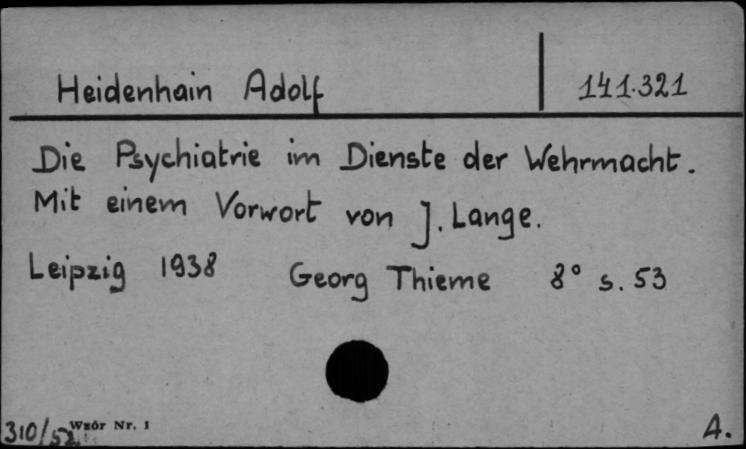 Heidenhain Adolf 141.321
Die Psychiatrie im Dienste der Wehrmacht.
Mit einem Vorwort von J. Lange.
Leipzig 1938 Georg Thieme 8° s. 53
310/52 Wzór Nr. 1 A.